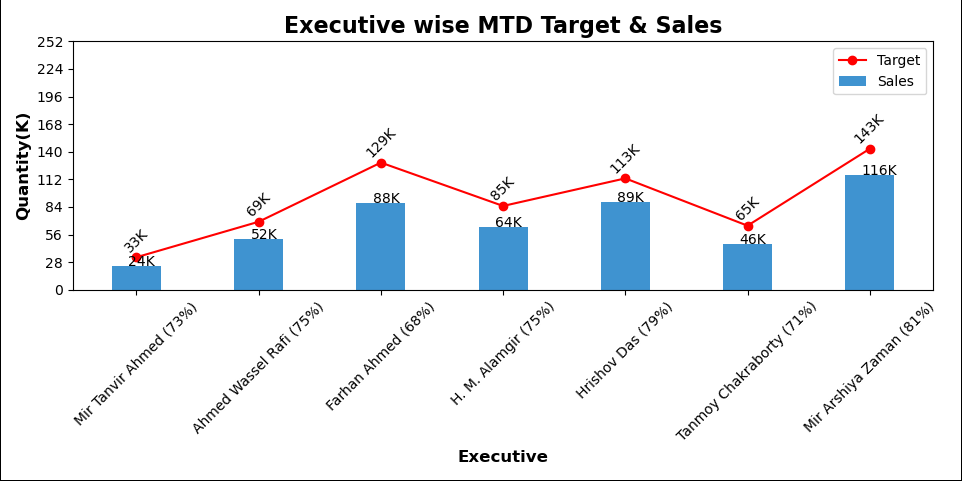 Executive wise MTD Target & Sales
Quantity(K)
252
224
196
168
140
112
84
56
28
0
Target
Sales
33K
69K
129K
85K
113K
65K
143K
24K
52K
88K
64K
89K
46K
116K
Mir Tanvir Ahmed (73%)
Ahmed Wassel Rafi (75%)
Farhan Ahmed (68%)
H. M. Alamgir (75%)
Hrishov Das (79%)
Tanmoy Chakraborty (71%)
Mir Arshiya Zaman (81%)
Executive